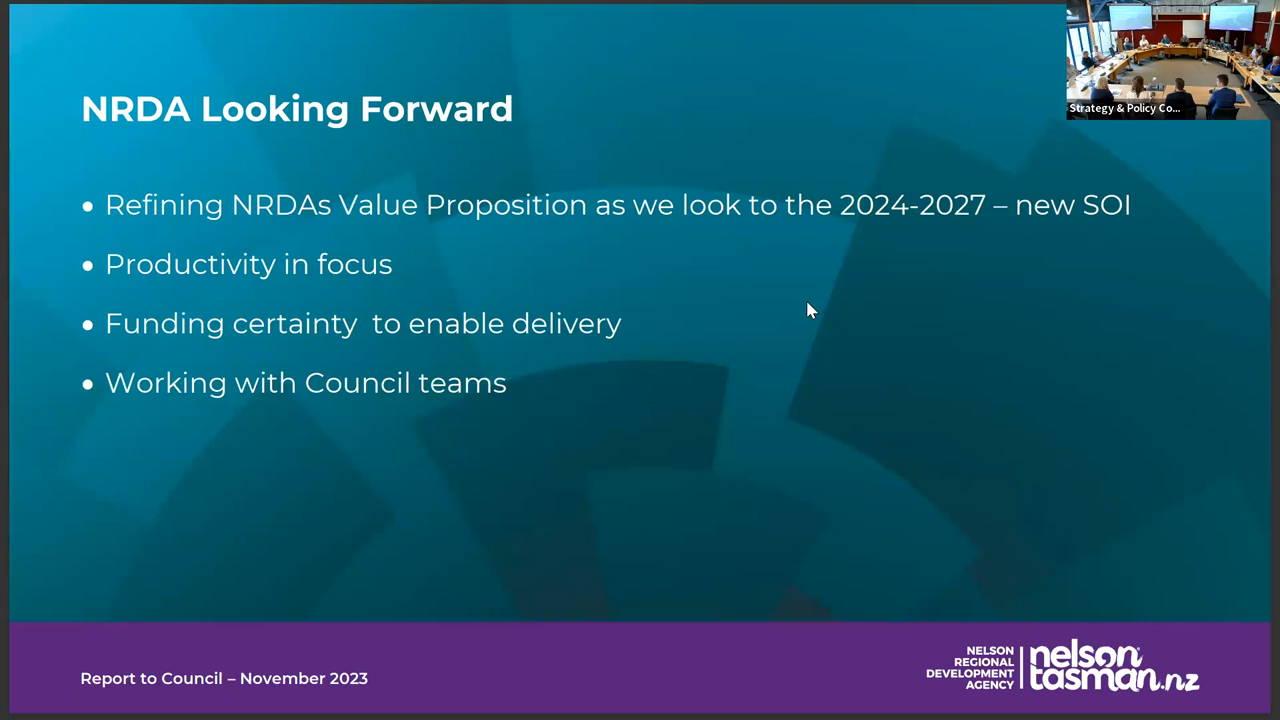 NRDA Looking Forward
Strategy & Policy Co...
• Refining NRDAs Value Proposition as we look to the 2024-2027 – new SOI
• Productivity in focus
• Funding certainty  to enable delivery
• Working with Council teams
Report to Council – November 2023
NELSON
REGIONAL
DEVELOPMENT
AGENCY
nelson
tasman.nz